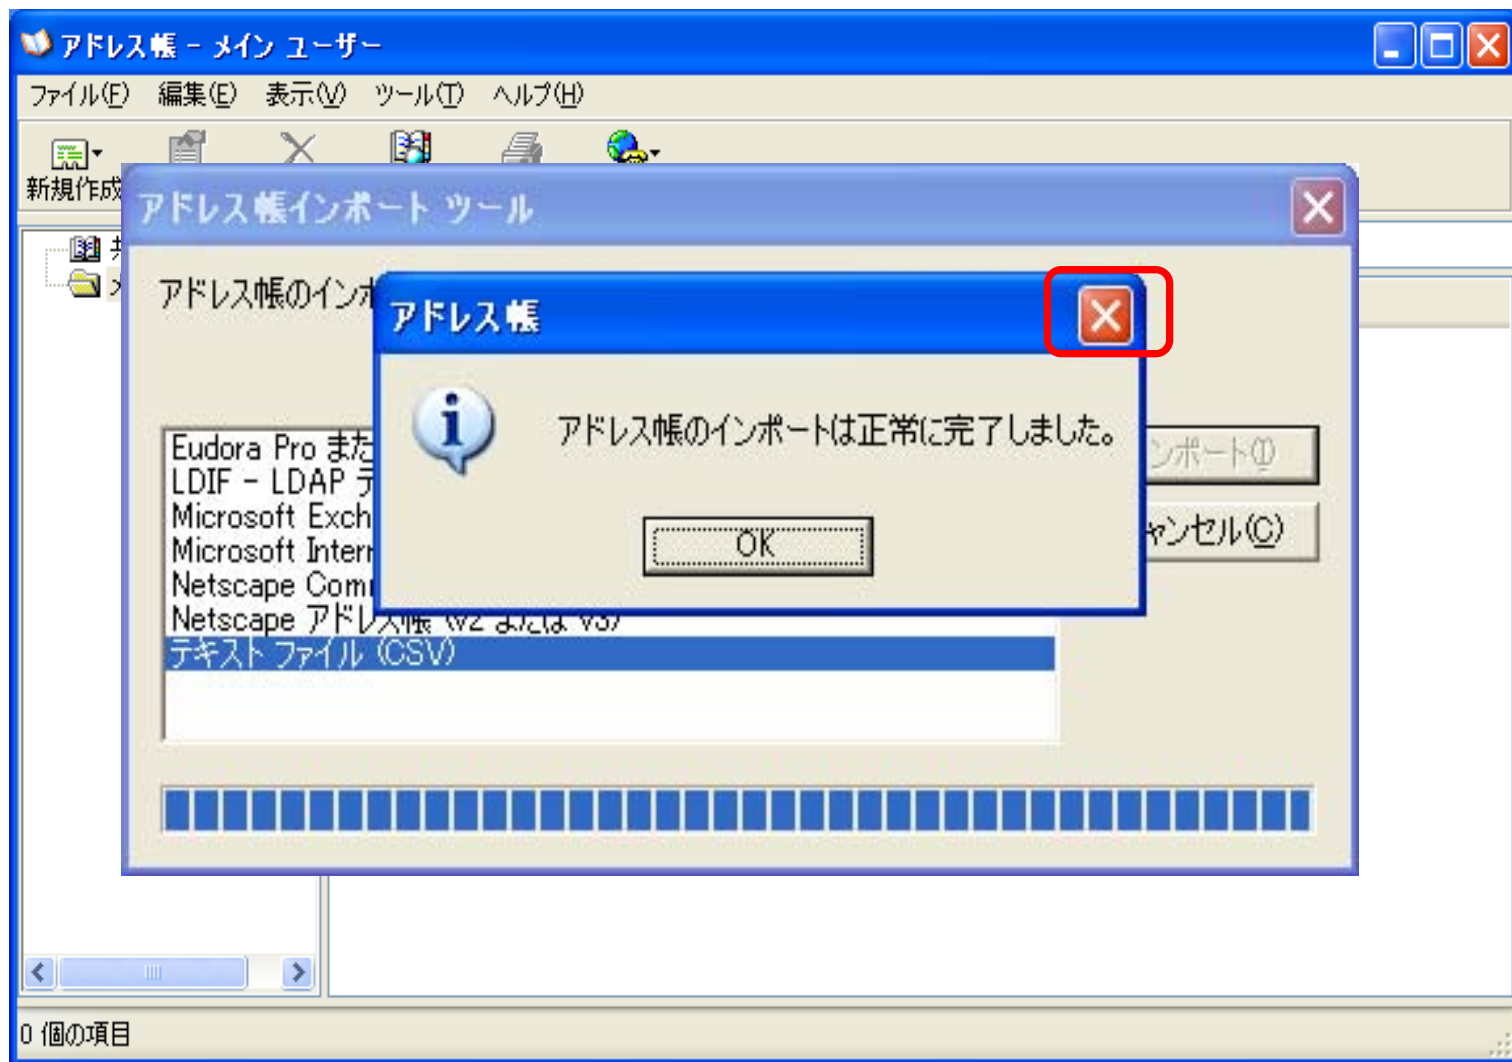 アドレス帳 - メイン ユーザー
ファイル(F) 編集(E) 表示(V) ツール(T) ヘルプ(H)
新規作成
アドレス帳インポート ツール
アドレス帳のインポ
アドレス帳
アドレス帳のインポートは正常に完了しました。
OK
ンポート(I)
ャンセル(C)
Eudora Pro また
LDIF - LDAP デ
Microsoft Exch
Microsoft Intern
Netscape Com
Netscape アドレス帳 (v2 または v3)
テキスト ファイル (CSV)
0 個の項目